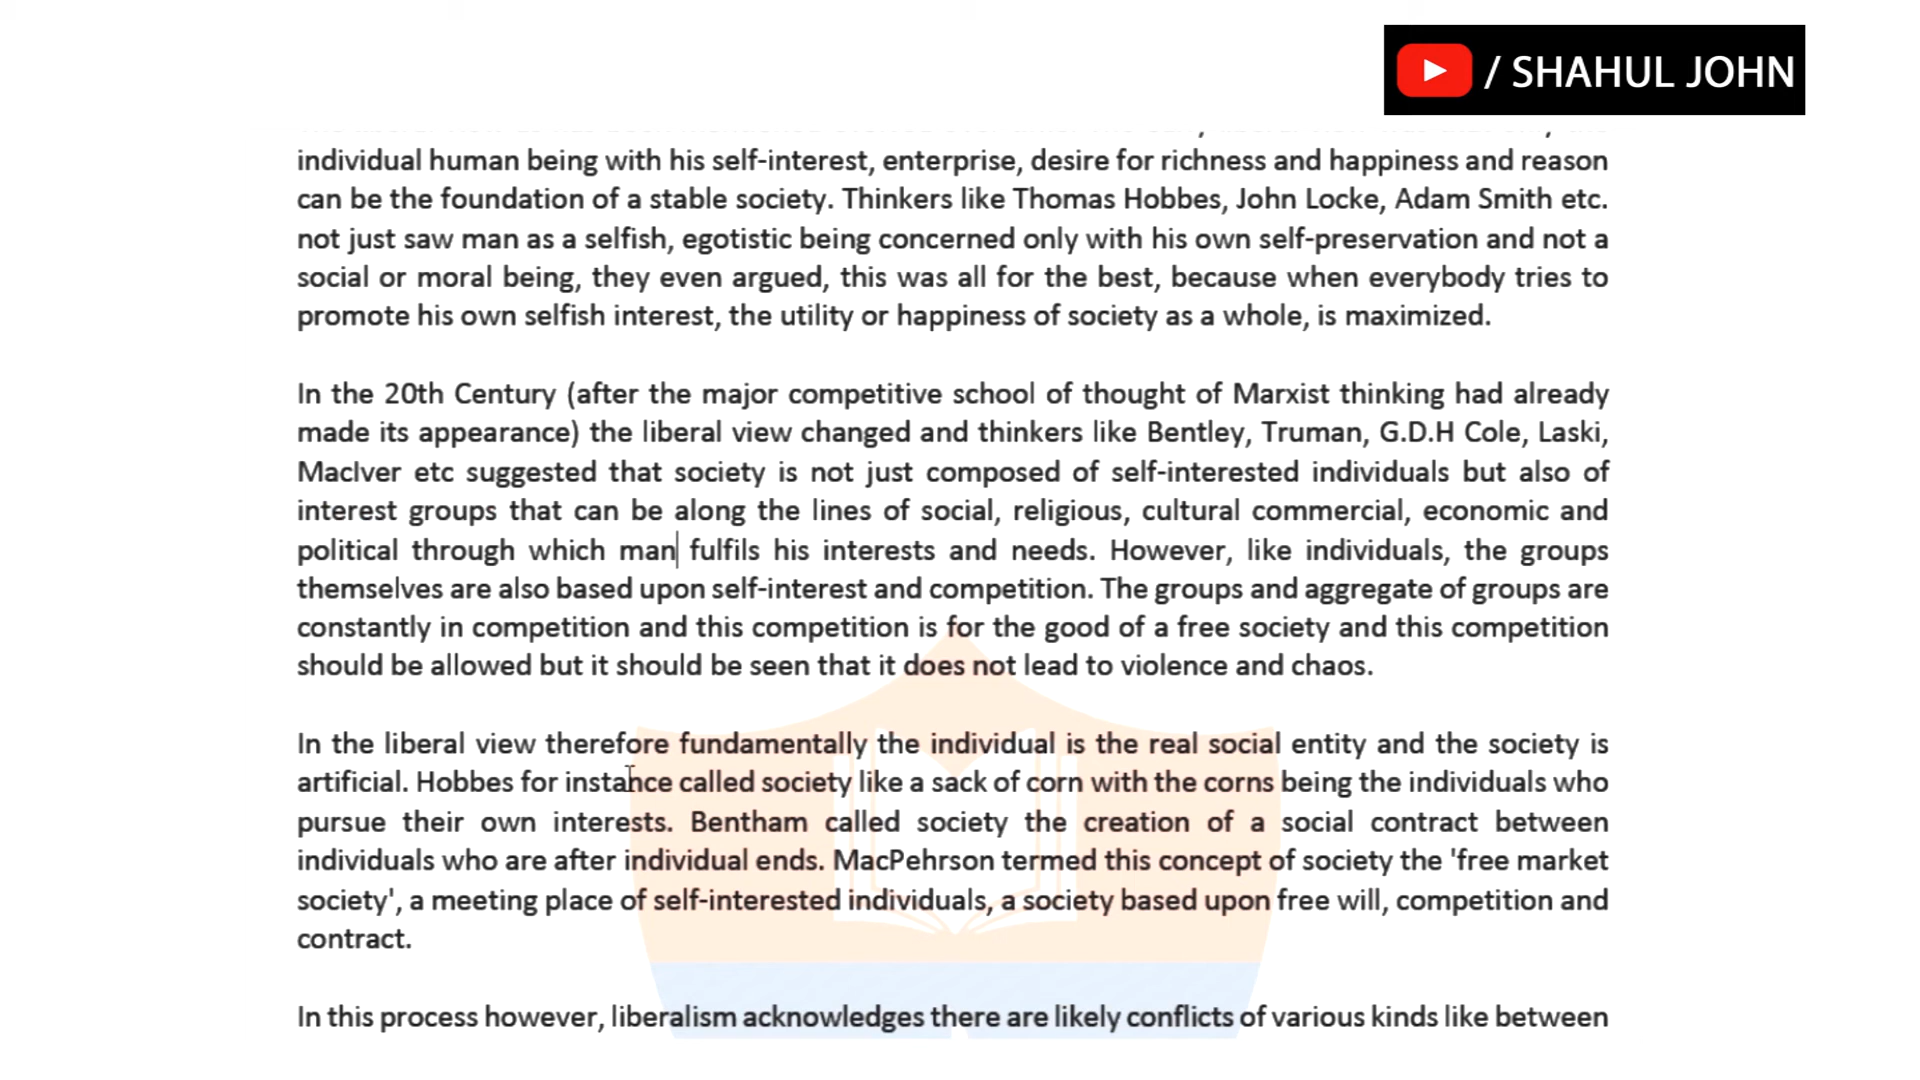 / SHAHUL JOHN
individual human being with his self-interest, enterprise, desire for richness and happiness and reason
can be the foundation of a stable society. Thinkers like Thomas Hobbes, John Locke, Adam Smith etc.
not just saw man as a selfish, egotistic being concerned only with his own self-preservation and not a
social or moral being, they even argued, this was all for the best, because when everybody tries to
promote his own selfish interest, the utility or happiness of society as a whole, is maximized.
In the 20th Century (after the major competitive school of thought of Marxist thinking had already
made its appearance) the liberal view changed and thinkers like Bentley, Truman, G.D.H Cole, Laski,
MacIver etc suggested that society is not just composed of self-interested individuals but also of
interest groups that can be along the lines of social, religious, cultural commercial, economic and
political through which man fulfils his interests and needs. However, like individuals, the groups
themselves are also based upon self-interest and competition. The groups and aggregate of groups are
constantly in competition and this competition is for the good of a free society and this competition
should be allowed but it should be seen that it does not lead to violence and chaos.
In the liberal view therefore fundamentally the individual is the real social entity and the society is
artificial. Hobbes for instance called society like a sack of corn with the corns being the individuals who
pursue their own interests. Bentham called society the creation of a social contract between
individuals who are after individual ends. MacPehrson termed this concept of society the 'free market
society', a meeting place of self-interested individuals, a society based upon free will, competition and
contract.
In this process however, liberalism acknowledges there are likely conflicts of various kinds like between